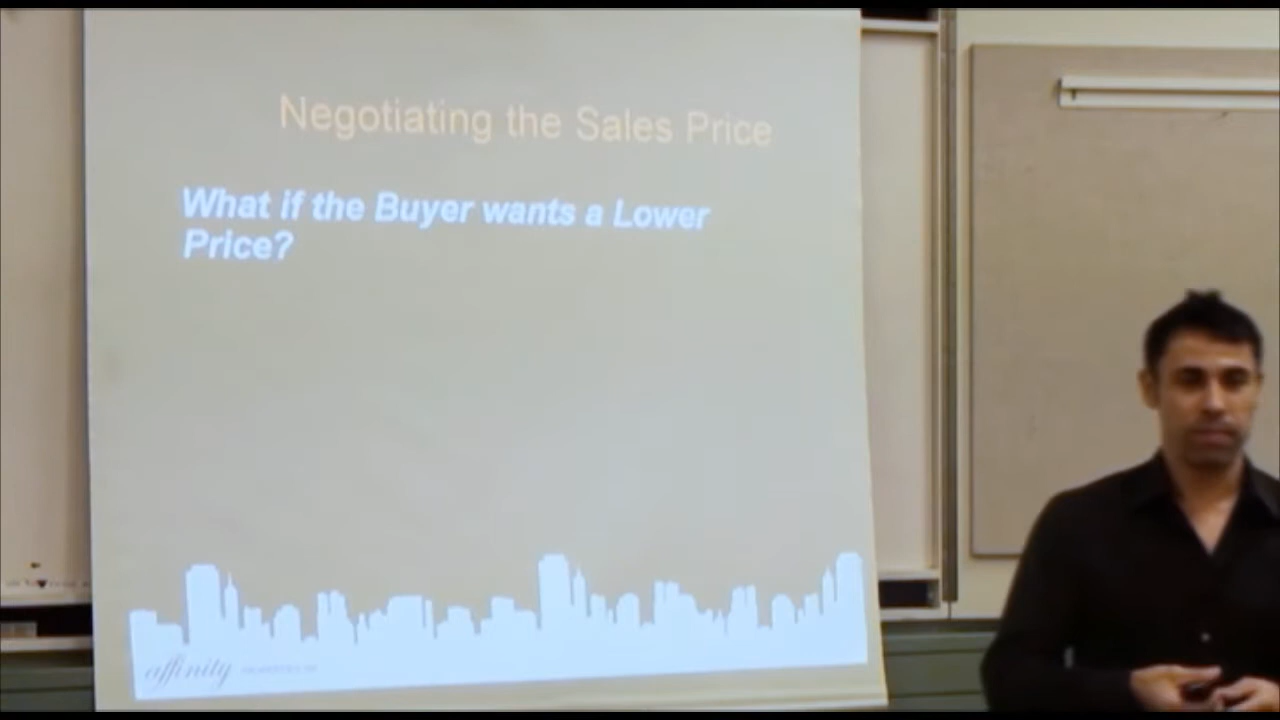 Negotiating the Sales Price
What if the Buyer wants a Lower
Price?
affinity